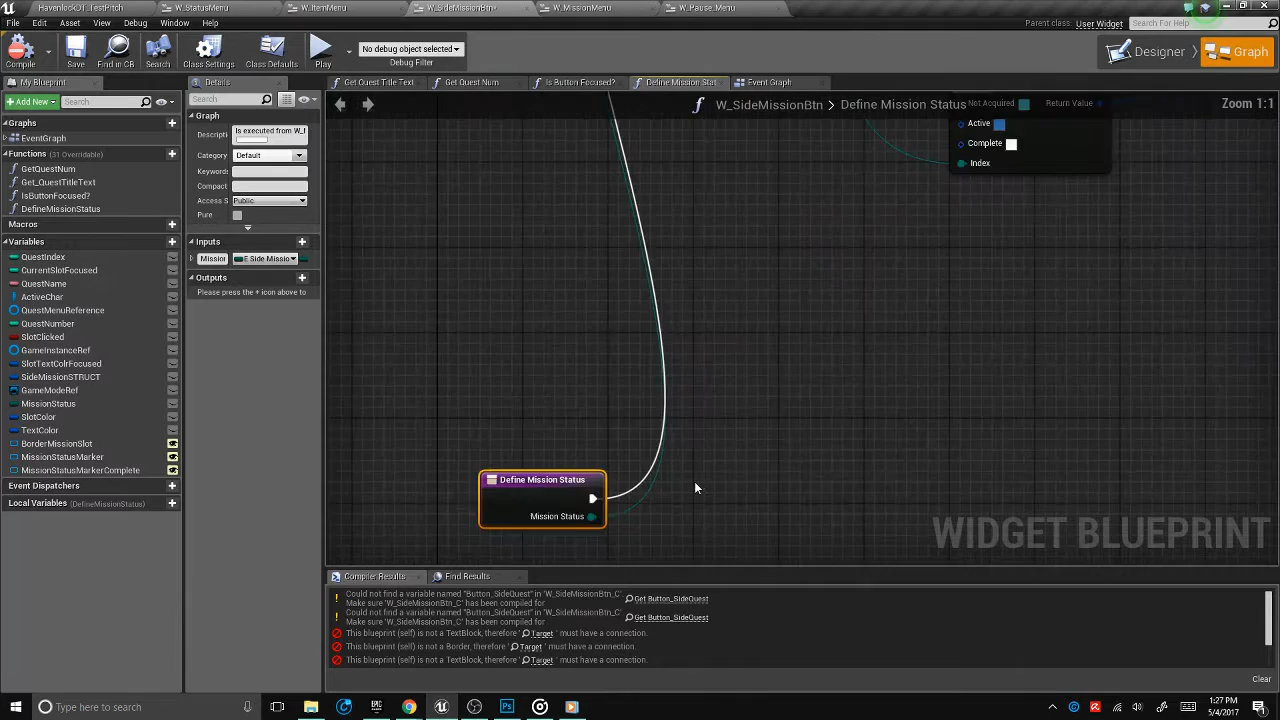 HavenlockOT_TestPitch
W_StatusMenu
W_ItemMenu
W_SideMissionBtn*
W_MissionMenu
W_Pause_Menu
File Edit Asset View Debug Window Help
Parent class: User Widget
Search For Help
Compile
Save
Find in CB
Search
Class Settings
Class Defaults
Play
No debug object selected
Debug Filter
Designer
Graph
My Blueprint
Details
Get Quest Title Text
Get Quest Num
Is Button Focused?
Define Mission Stat
Event Graph
+ Add New
Search
Search
W_SideMissionBtn > Define Mission Status
Zoom 1:1
Graphs
EventGraph
Functions (31 Overridable)
GetQuestNum
Get_QuestTitleText
IsButtonFocused?
DefineMissionStatus
Macros
Variables
QuestIndex
CurrentSlotFocused
QuestName
ActiveChar
QuestMenuReference
QuestNumber
SlotClicked
GameInstanceRef
SlotTextColrFocused
SideMissionSTRUCT
GameModeRef
MissionStatus
SlotColor
TextColor
BorderMissionSlot
MissionStatusMarker
MissionStatusMarkerComplete
Event Dispatchers
Local Variables (DefineMissionStatus)
Graph
Descripti
Is executed from W_I
Category
Default
Keywords
Compact
Access S
Public
Pure
Inputs
Mission
E Side Missio
Outputs
Please press the + icon above to
Not Acquired
Return Value
Active
Complete
Index
Define Mission Status
Mission Status
WIDGET BLUEPRINT
Compiler Results
Find Results
Could not find a variable named "Button_SideQuest" in 'W_SideMissionBtn_C'
Make sure 'W_SideMissionBtn_C' has been compiled for Get Button_SideQuest
Could not find a variable named "Button_SideQuest" in 'W_SideMissionBtn_C'
Make sure 'W_SideMissionBtn_C' has been compiled for Get Button_SideQuest
This blueprint (self) is not a TextBlock, therefore ' Target ' must have a connection.
This blueprint (self) is not a Border, therefore ' Target ' must have a connection.
This blueprint (self) is not a TextBlock, therefore ' Target ' must have a connection.
Clear
Type here to search
1:27 PM
5/4/2017